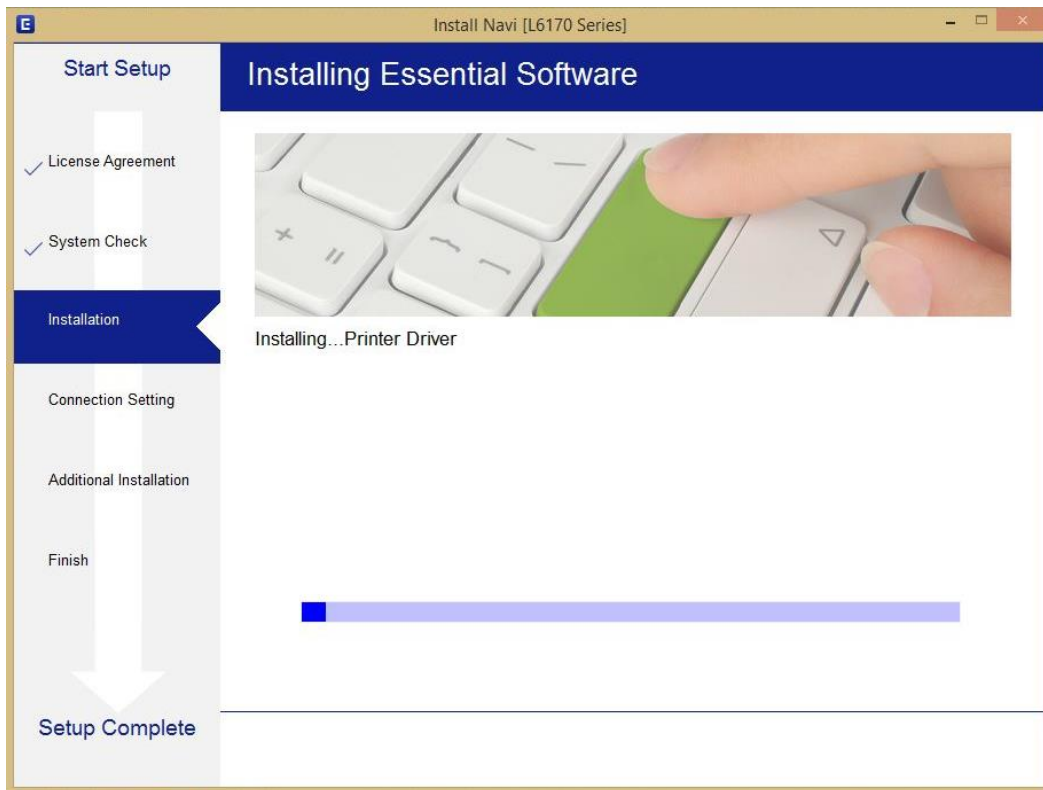 E
Install Navi [L6170 Series]
Start Setup
Installing Essential Software
License Agreement
System Check
Installation
Installing...Printer Driver
Connection Setting
Additional Installation
Finish
Setup Complete